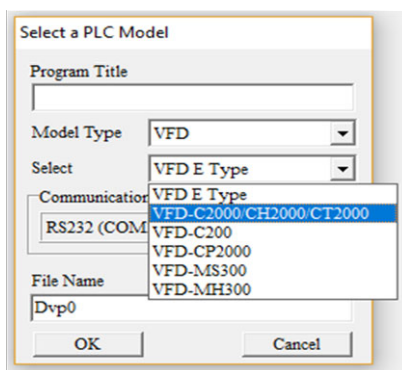 Select a PLC Model
Program Title
Model Type VFD
Select VFD E Type
Communication
VFD E Type
VFD-C2000/CH2000/CT2000
RS232 (COM
VFD-C200
VFD-CP2000
VFD-MS300
File Name
VFD-MH300
Dvp0
OK Cancel